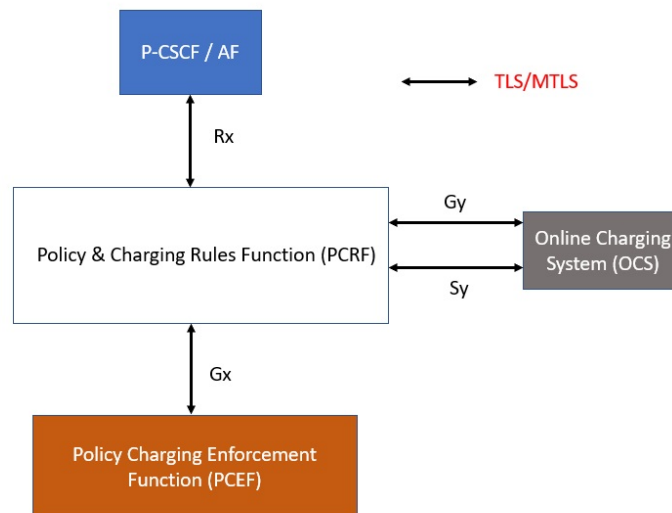 P-CSCF / AF
TLS/MTLS
Rx
Gy
Policy & Charging Rules Function (PCRF)
Online Charging
System (OCS)
Sy
Gx
Policy Charging Enforcement
Function (PCEF)